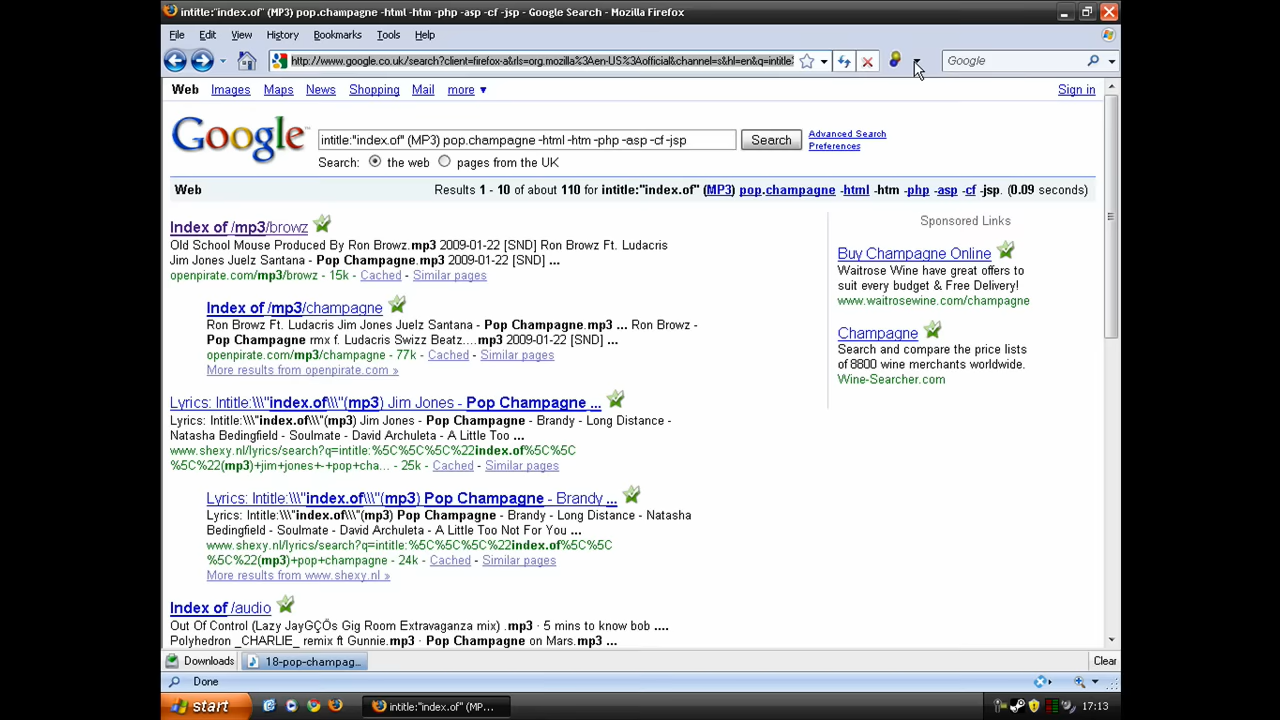 intitle:"index.of" (MP3) pop.champagne -html -htm -php -asp -cf -jsp - Google Search - Mozilla Firefox
File Edit View History Bookmarks Tools Help
http://www.google.co.uk/search?client=firefox-a&rls=org.mozilla%3Aen-US%3Aofficial&channel=s&hl=en&q=intitle%
Google
Web Images Maps News Shopping Mail more ▼
Sign in
Google
intitle:"index.of" (MP3) pop.champagne -html -htm -php -asp -cf -jsp
Search
Advanced Search
Preferences
Search: the web pages from the UK
Web
Results 1 - 10 of about 110 for intitle:"index.of" (MP3) pop.champagne -html -htm -php -asp -cf -jsp. (0.09 seconds)
Index of /mp3/browz
Old School Mouse Produced By Ron Browz.mp3 2009-01-22 [SND] Ron Browz Ft. Ludacris
Jim Jones Juelz Santana - Pop Champagne.mp3 2009-01-22 [SND] ...
openpirate.com/mp3/browz - 15k - Cached - Similar pages
Index of /mp3/champagne
Ron Browz Ft. Ludacris Jim Jones Juelz Santana - Pop Champagne.mp3 ... Ron Browz -
Pop Champagne rmx f. Ludacris Swizz Beatz....mp3 2009-01-22 [SND] ...
openpirate.com/mp3/champagne - 77k - Cached - Similar pages
More results from openpirate.com »
Lyrics: Intitle:\\\"index.of\\\"(mp3) Jim Jones - Pop Champagne ...
Lyrics: Intitle:\\\"index.of\\\"(mp3) Jim Jones - Pop Champagne - Brandy - Long Distance -
Natasha Bedingfield - Soulmate - David Archuleta - A Little Too ...
www.shexy.nl/lyrics/search?q=intitle:%5C%5C%5C%22index.of%5C%5C
%5C%22(mp3)+jim+jones+-+pop+cha... - 25k - Cached - Similar pages
Lyrics: Intitle:\\\"index.of\\\"(mp3) Pop Champagne - Brandy ...
Lyrics: Intitle:\\\"index.of\\\"(mp3) Pop Champagne - Brandy - Long Distance - Natasha
Bedingfield - Soulmate - David Archuleta - A Little Too Not For You ...
www.shexy.nl/lyrics/search?q=intitle:%5C%5C%5C%22index.of%5C%5C
%5C%22(mp3)+pop+champagne - 24k - Cached - Similar pages
More results from www.shexy.nl »
Index of /audio
Out Of Control (Lazy JayGÇÖs Gig Room Extravaganza mix) .mp3 · 5 mins to know bob ....
Polyhedron _CHARLIE_ remix ft Gunnie.mp3 · Pop Champagne on Mars.mp3 ...
Sponsored Links
Buy Champagne Online
Waitrose Wine have great offers to
suit every budget & Free Delivery!
www.waitrosewine.com/champagne
Champagne
Search and compare the price lists
of 8800 wine merchants worldwide.
Wine-Searcher.com
Downloads
18-pop-champag...
Clear
Done
start
intitle:"index.of" (MP...
17:13